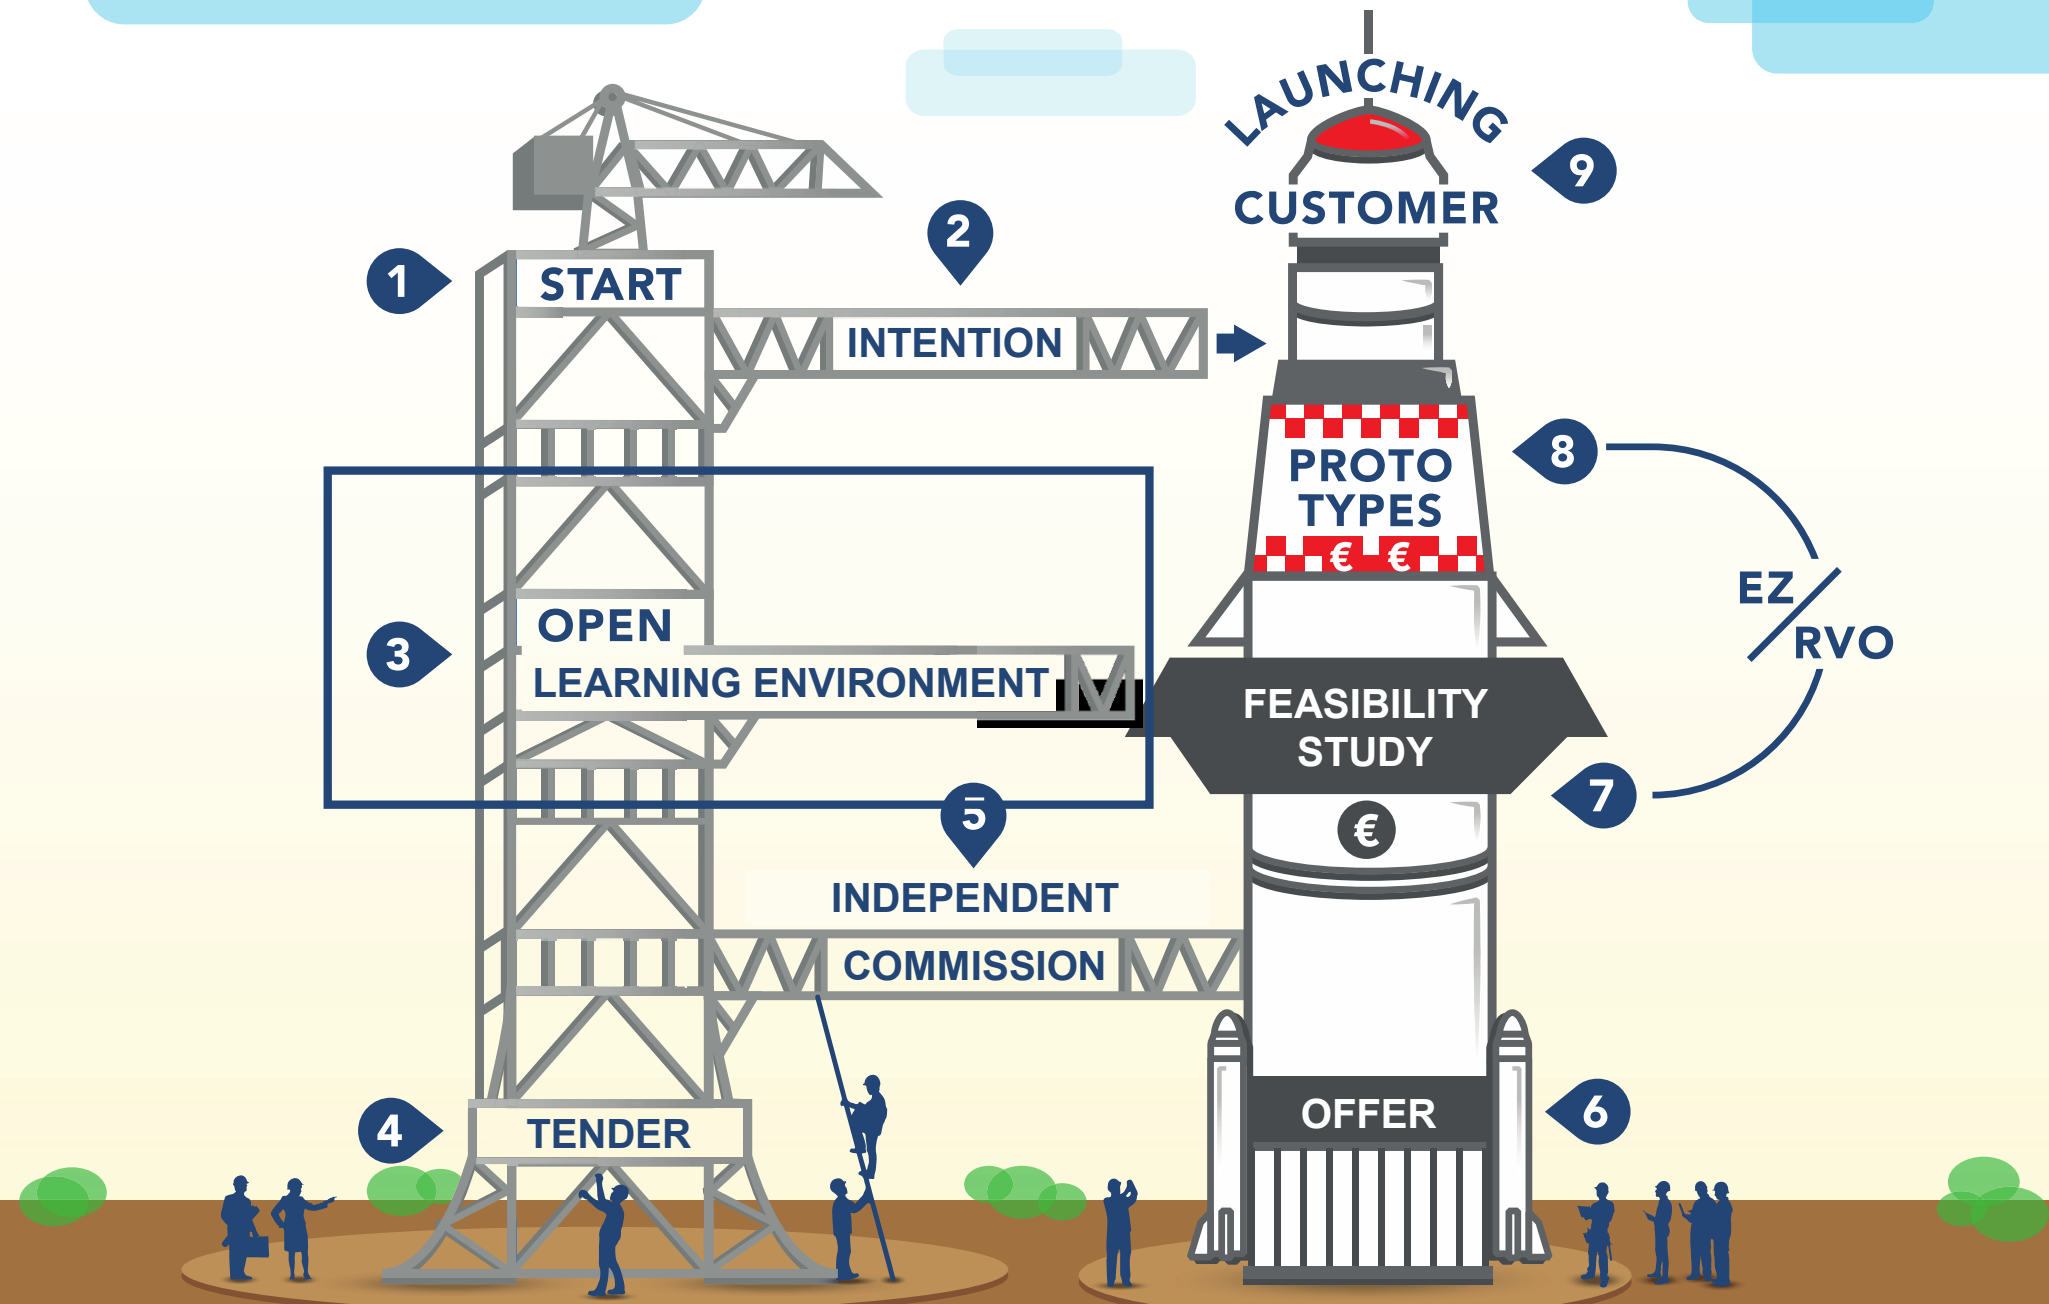 LAUNCHING
CUSTOMER
9
1
START
2
INTENTION
8
PROTO
TYPES
€ €
EZ/
RVO
3
OPEN
LEARNING ENVIRONMENT
FEASIBILITY
STUDY
7
€
5
INDEPENDENT
COMMISSION
4
TENDER
OFFER
6